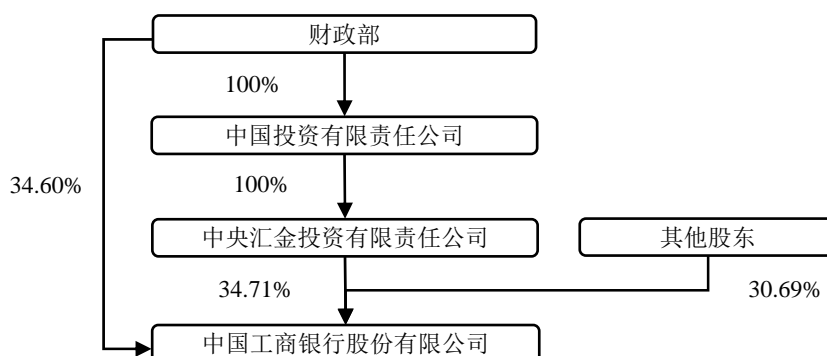 财政部
100%
中国投资有限责任公司
34.60%
100%
中央汇金投资有限责任公司
其他股东
34.71%
30.69%
中国工商银行股份有限公司